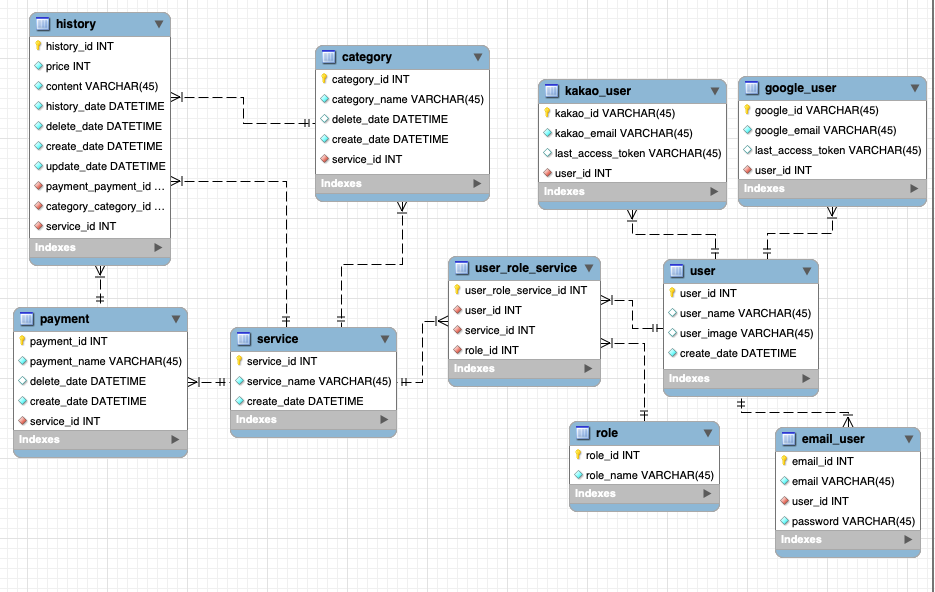 history
history_id INT
price INT
content VARCHAR(45)
history_date DATETIME
delete_date DATETIME
create_date DATETIME
update_date DATETIME
payment_payment_id ...
category_category_id ...
service_id INT
Indexes
category
category_id INT
category_name VARCHAR(45)
delete_date DATETIME
create_date DATETIME
service_id INT
Indexes
kakao_user
kakao_id VARCHAR(45)
kakao_email VARCHAR(45)
last_access_token VARCHAR(45)
user_id INT
Indexes
google_user
google_id VARCHAR(45)
google_email VARCHAR(45)
last_access_token VARCHAR(45)
user_id INT
Indexes
payment
payment_id INT
payment_name VARCHAR(45)
delete_date DATETIME
create_date DATETIME
service_id INT
Indexes
service
service_id INT
service_name VARCHAR(45)
create_date DATETIME
Indexes
user_role_service
user_role_service_id INT
user_id INT
service_id INT
role_id INT
Indexes
user
user_id INT
user_name VARCHAR(45)
user_image VARCHAR(45)
create_date DATETIME
Indexes
role
role_id INT
role_name VARCHAR(45)
Indexes
email_user
email_id INT
email VARCHAR(45)
user_id INT
password VARCHAR(45)
Indexes